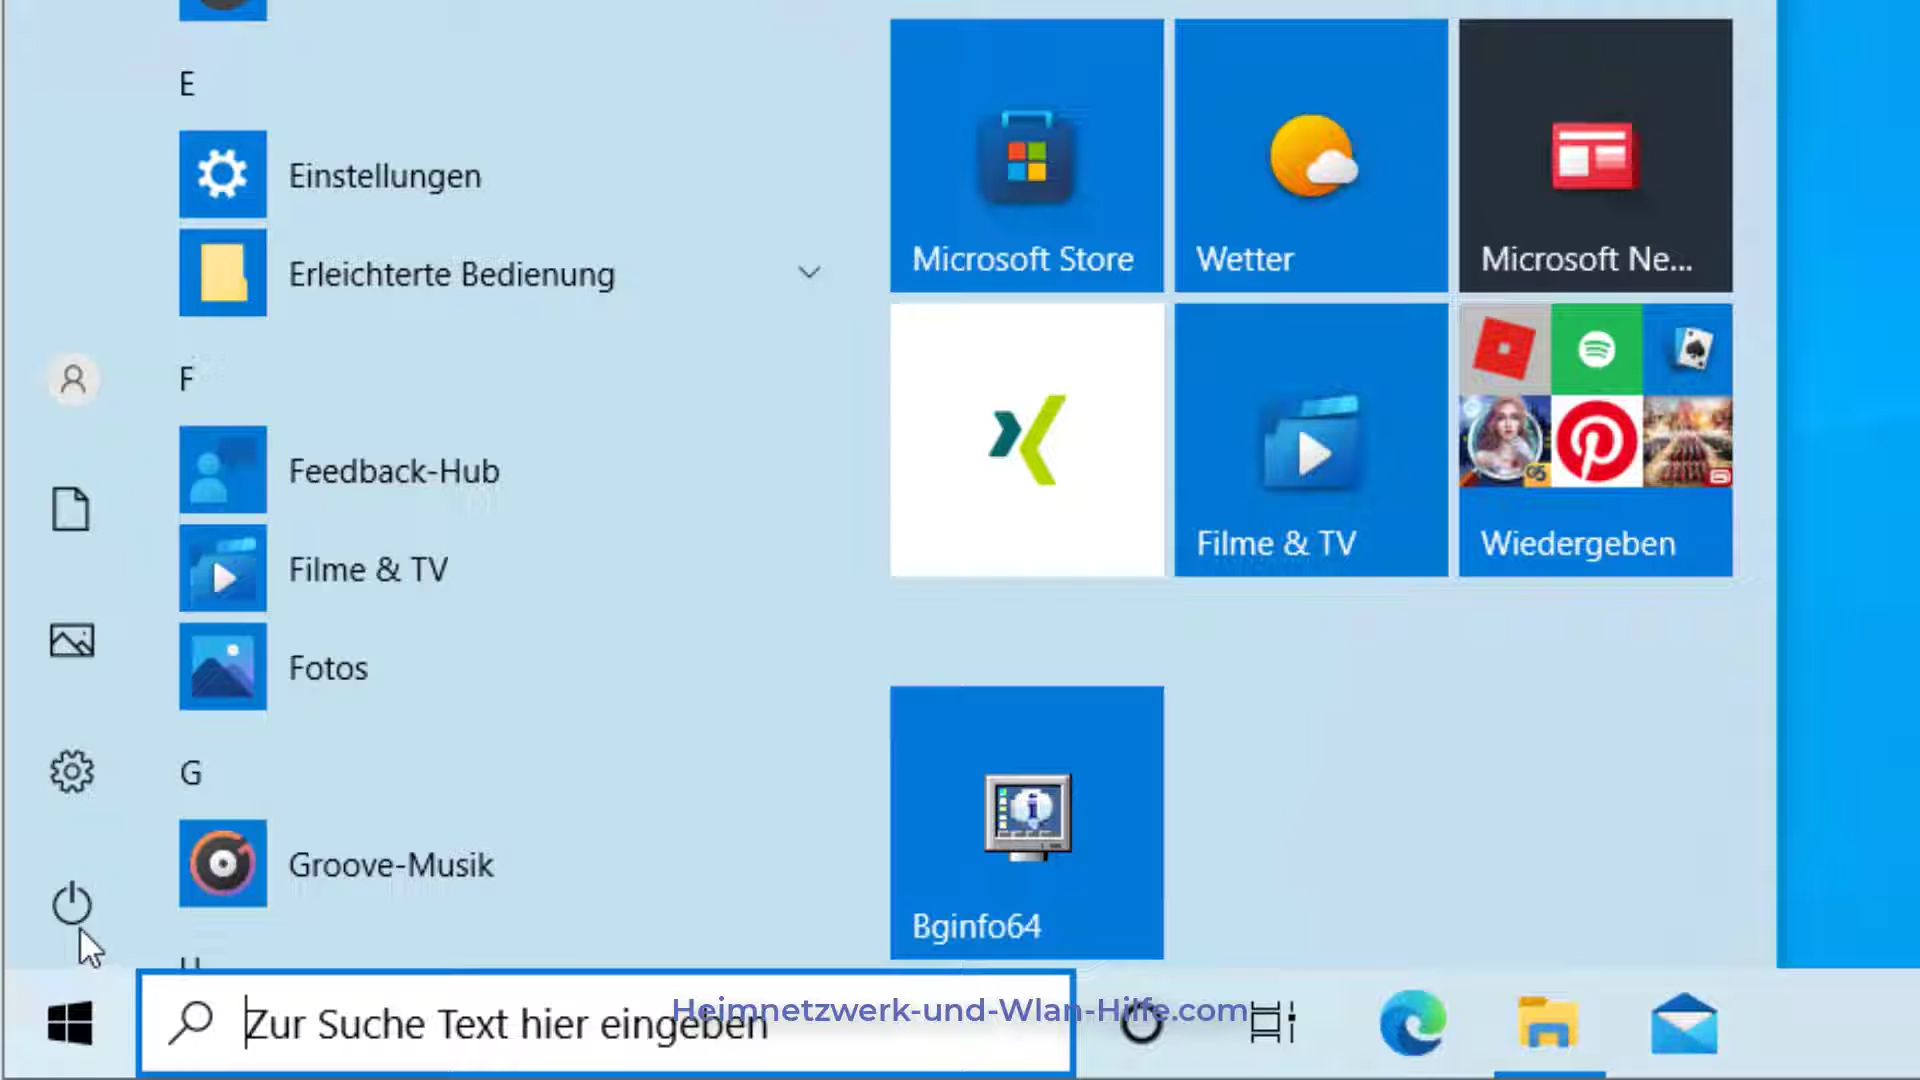 E
Einstellungen
Erleichterte Bedienung
F
Feedback-Hub
Filme & TV
Fotos
G
Groove-Musik
Microsoft Store
Wetter
Microsoft Ne...
Filme & TV
Wiedergeben
Bginfo64
Zur Suche Text hier eingeben
Heimnetzwerk-und-Wlan-Hilfe.com